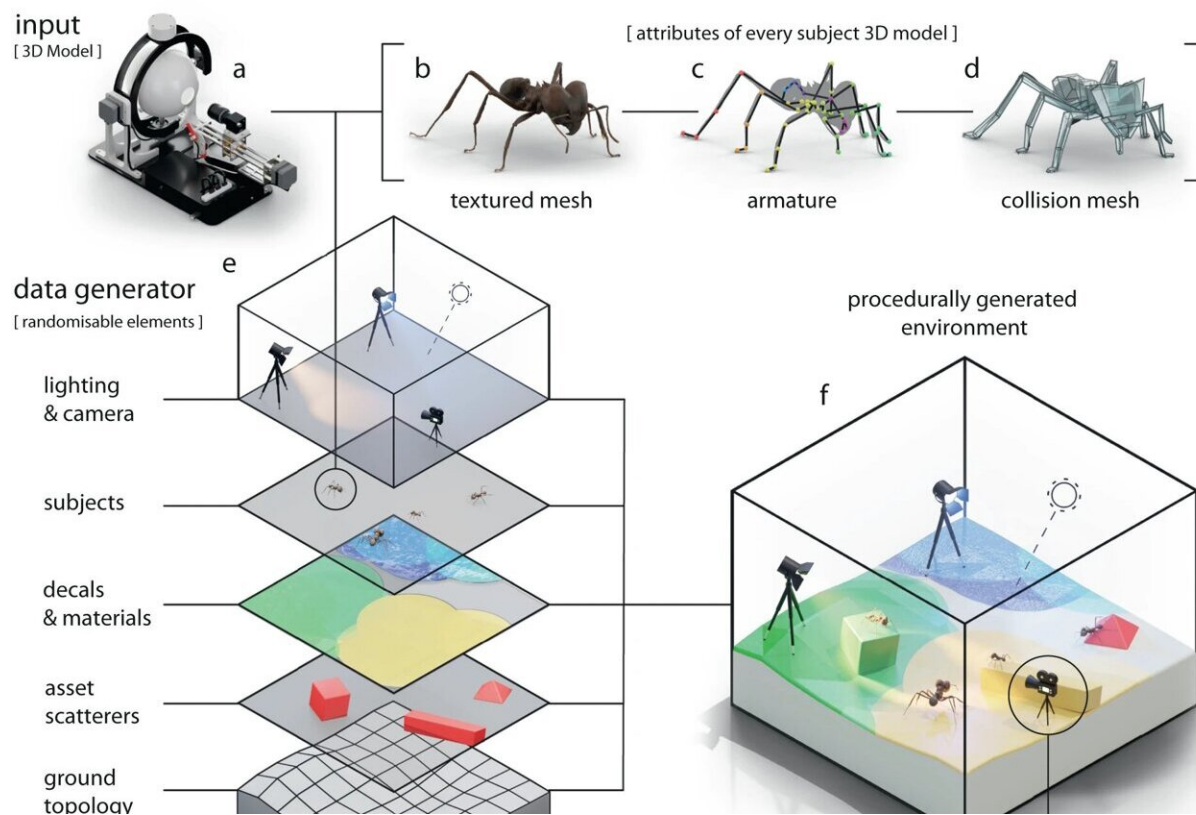 input
[ 3D Model ]
a
[ attributes of every subject 3D model ]
b
c
d
textured mesh
armature
collision mesh
e
data generator
[ randomisable elements ]
lighting
& camera
subjects
decals
& materials
asset
scatterers
ground
topology
procedurally generated
environment
f